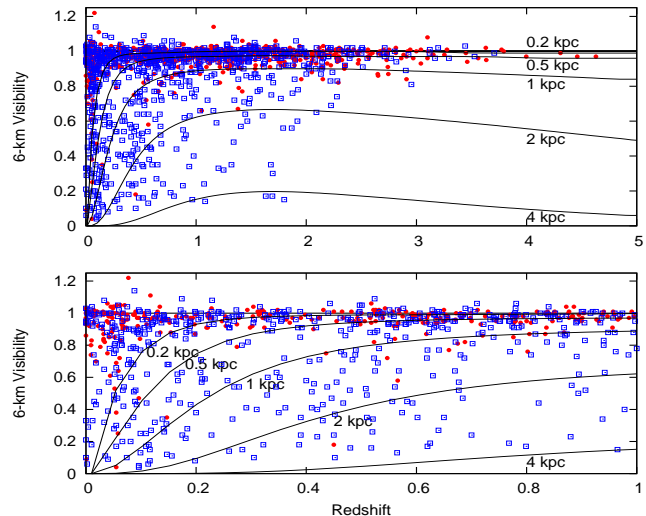 1.2
1
0.8
0.6
0.4
0.2
0
6-km Visibility
0.2 kpc
0.5 kpc
1 kpc
2 kpc
4 kpc
0 1 2 3 4 5
1.2
1
0.8
0.6
0.4
0.2
0
6-km Visibility
0.2 kpc
0.5 kpc
1 kpc
2 kpc
4 kpc
0 0.2 0.4 0.6 0.8 1
Redshift